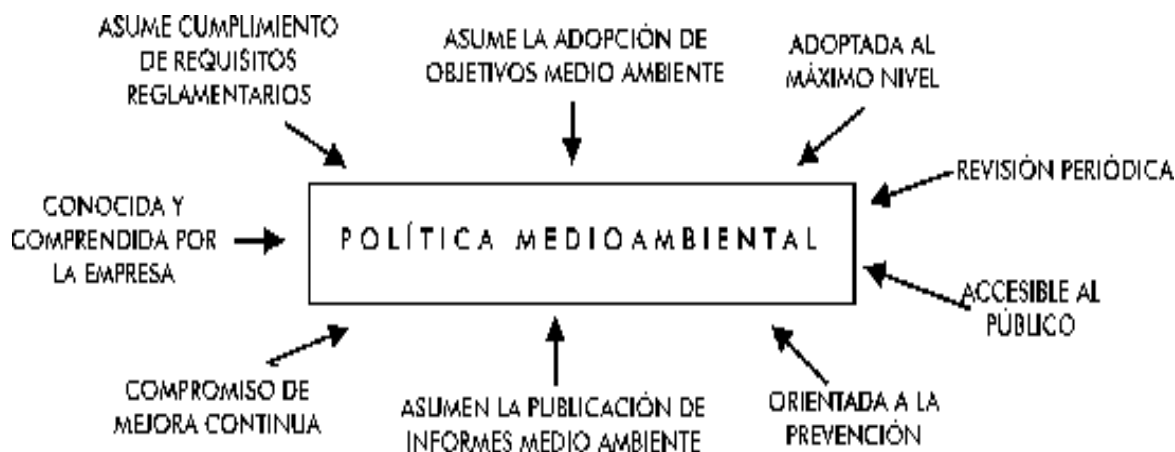 ASUME CUMPLIMIENTO
DE REQUISITOS
REGLAMENTARIOS
ASUME LA ADOPCIÓN DE
OBJETIVOS MEDIO AMBIENTE
ADOPTADA AL
MÁXIMO NIVEL
REVISIÓN PERIÓDICA
CONOCIDA Y
COMPRENDIDA POR
LA EMPRESA
POLÍTICA MEDIOAMBIENTAL
ACCESIBLE AL
PÚBLICO
COMPROMISO DE
MEJORA CONTINUA
ASUMEN LA PUBLICACIÓN DE
INFORMES MEDIO AMBIENTE
ORIENTADA A LA
PREVENCIÓN